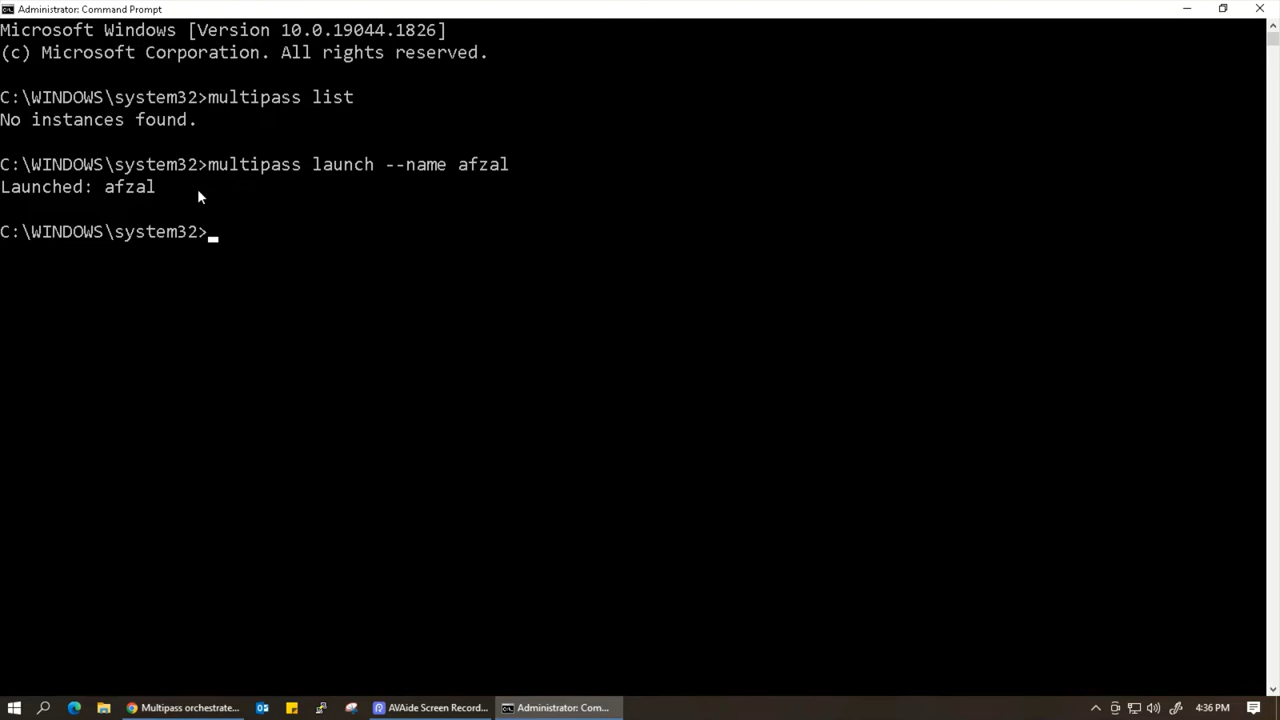 Administrator: Command Prompt
Microsoft Windows [Version 10.0.19044.1826]
(c) Microsoft Corporation. All rights reserved.
C:\WINDOWS\system32>multipass list
No instances found.
C:\WINDOWS\system32>multipass launch --name afzal
Launched: afzal
C:\WINDOWS\system32>
Multipass orchestrate...
AVAide Screen Record...
Administrator: Com...
4:36 PM